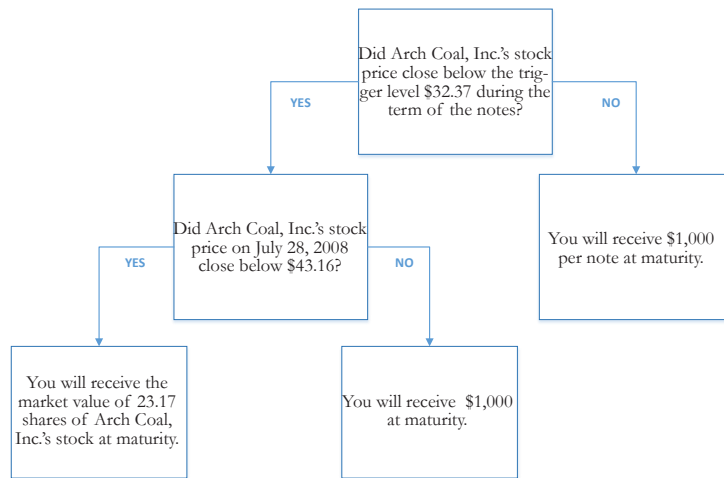 Did Arch Coal, Inc.'s stock
price close below the trig-
ger level $32.37 during the
term of the notes?
YES
NO
Did Arch Coal, Inc.'s stock
price on July 28, 2008
close below $43.16?
You will receive $1,000
per note at maturity.
YES
NO
You will receive the
market value of 23.17
shares of Arch Coal,
Inc.'s stock at maturity.
You will receive  $1,000
at maturity.